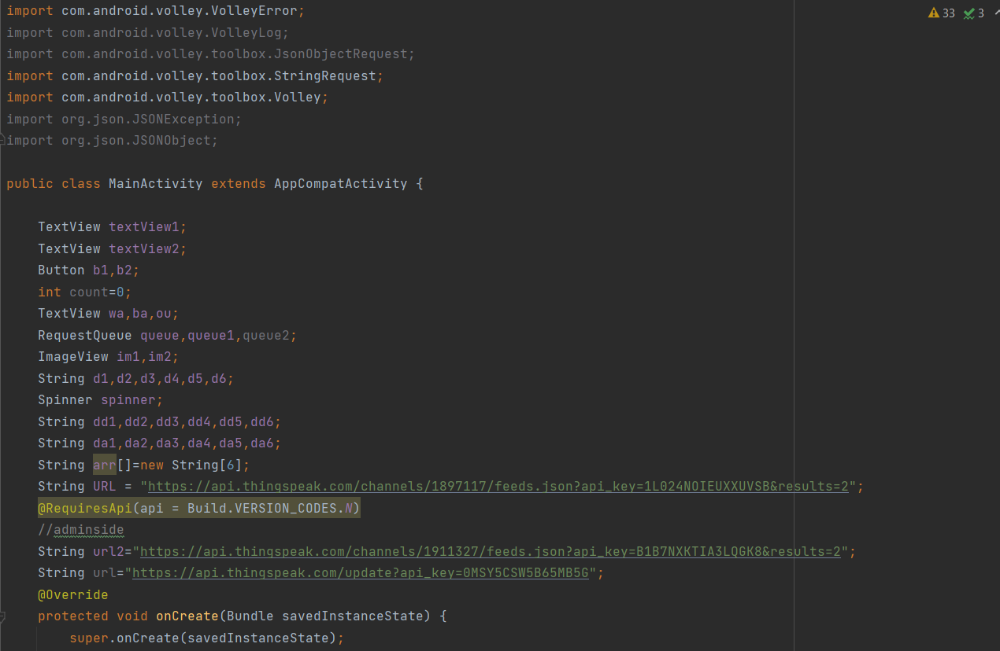 import com.android.volley.VolleyError;
import com.android.volley.VolleyLog;
import com.android.volley.toolbox.JsonObjectRequest;
import com.android.volley.toolbox.StringRequest;
import com.android.volley.toolbox.Volley;
import org.json.JSONException;
import org.json.JSONObject;
public class MainActivity extends AppCompatActivity {
TextView textView1;
TextView textView2;
Button b1,b2;
int count=0;
TextView wa,ba,ou;
RequestQueue queue,queue1,queue2;
ImageView im1,im2;
String d1,d2,d3,d4,d5,d6;
Spinner spinner;
String dd1,dd2,dd3,dd4,dd5,dd6;
String da1,da2,da3,da4,da5,da6;
String arr[]=new String[6];
String URL = "https://api.thingspeak.com/channels/1897117/feeds.json?api_key=1L024NOIEUXXUVSB&results=2";
@RequiresApi(api = Build.VERSION_CODES.N)
//adminside
String url2="https://api.thingspeak.com/channels/1911327/feeds.json?api_key=B1B7NXKTIA3LQGK8&results=2";
String url="https://api.thingspeak.com/update?api_key=0MSY5CSW5B65MB5G";
@Override
protected void onCreate(Bundle savedInstanceState) {
super.onCreate(savedInstanceState);
33 3